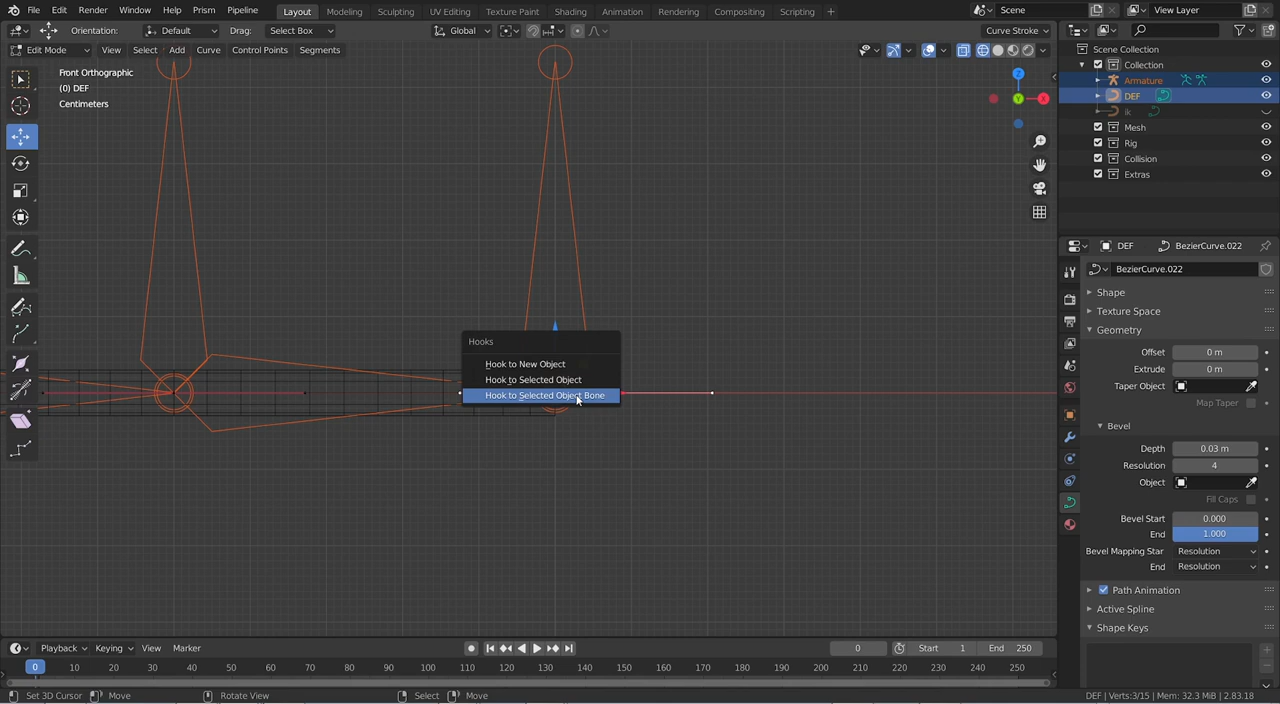 File Edit Render Window Help Prism Pipeline Layout Modeling Sculpting UV Editing Texture Paint Shading Animation Rendering Compositing Scripting + Scene View Layer
Orientation: Default Drag: Select Box Global Curve Stroke
Edit Mode View Select Add Curve Control Points Segments
Front Orthographic
(0) DEF
Centimeters
Z
Y
X
Hooks
Hook to New Object
Hook to Selected Object
Hook to Selected Object Bone
Scene Collection
Collection
Armature
DEF
ik
Mesh
Rig
Collision
Extras
DEF BezierCurve.022
BezierCurve.022
Shape
Texture Space
Geometry
Offset 0 m
Extrude 0 m
Taper Object
Map Taper
Bevel
Depth 0.03 m
Resolution 4
Object
Fill Caps
Bevel Start 0.000
End 1.000
Bevel Mapping Star Resolution
End Resolution
Path Animation
Active Spline
Shape Keys
Playback Keying View Marker 0 Start 1 End 250
0 10 20 30 40 50 60 70 80 90 100 110 120 130 140 150 160 170 180 190 200 210 220 230 240 250
Set 3D Cursor Move Rotate View Select Move DEF | Verts:3/15 | Mem: 32.3 MiB | 2.83.18